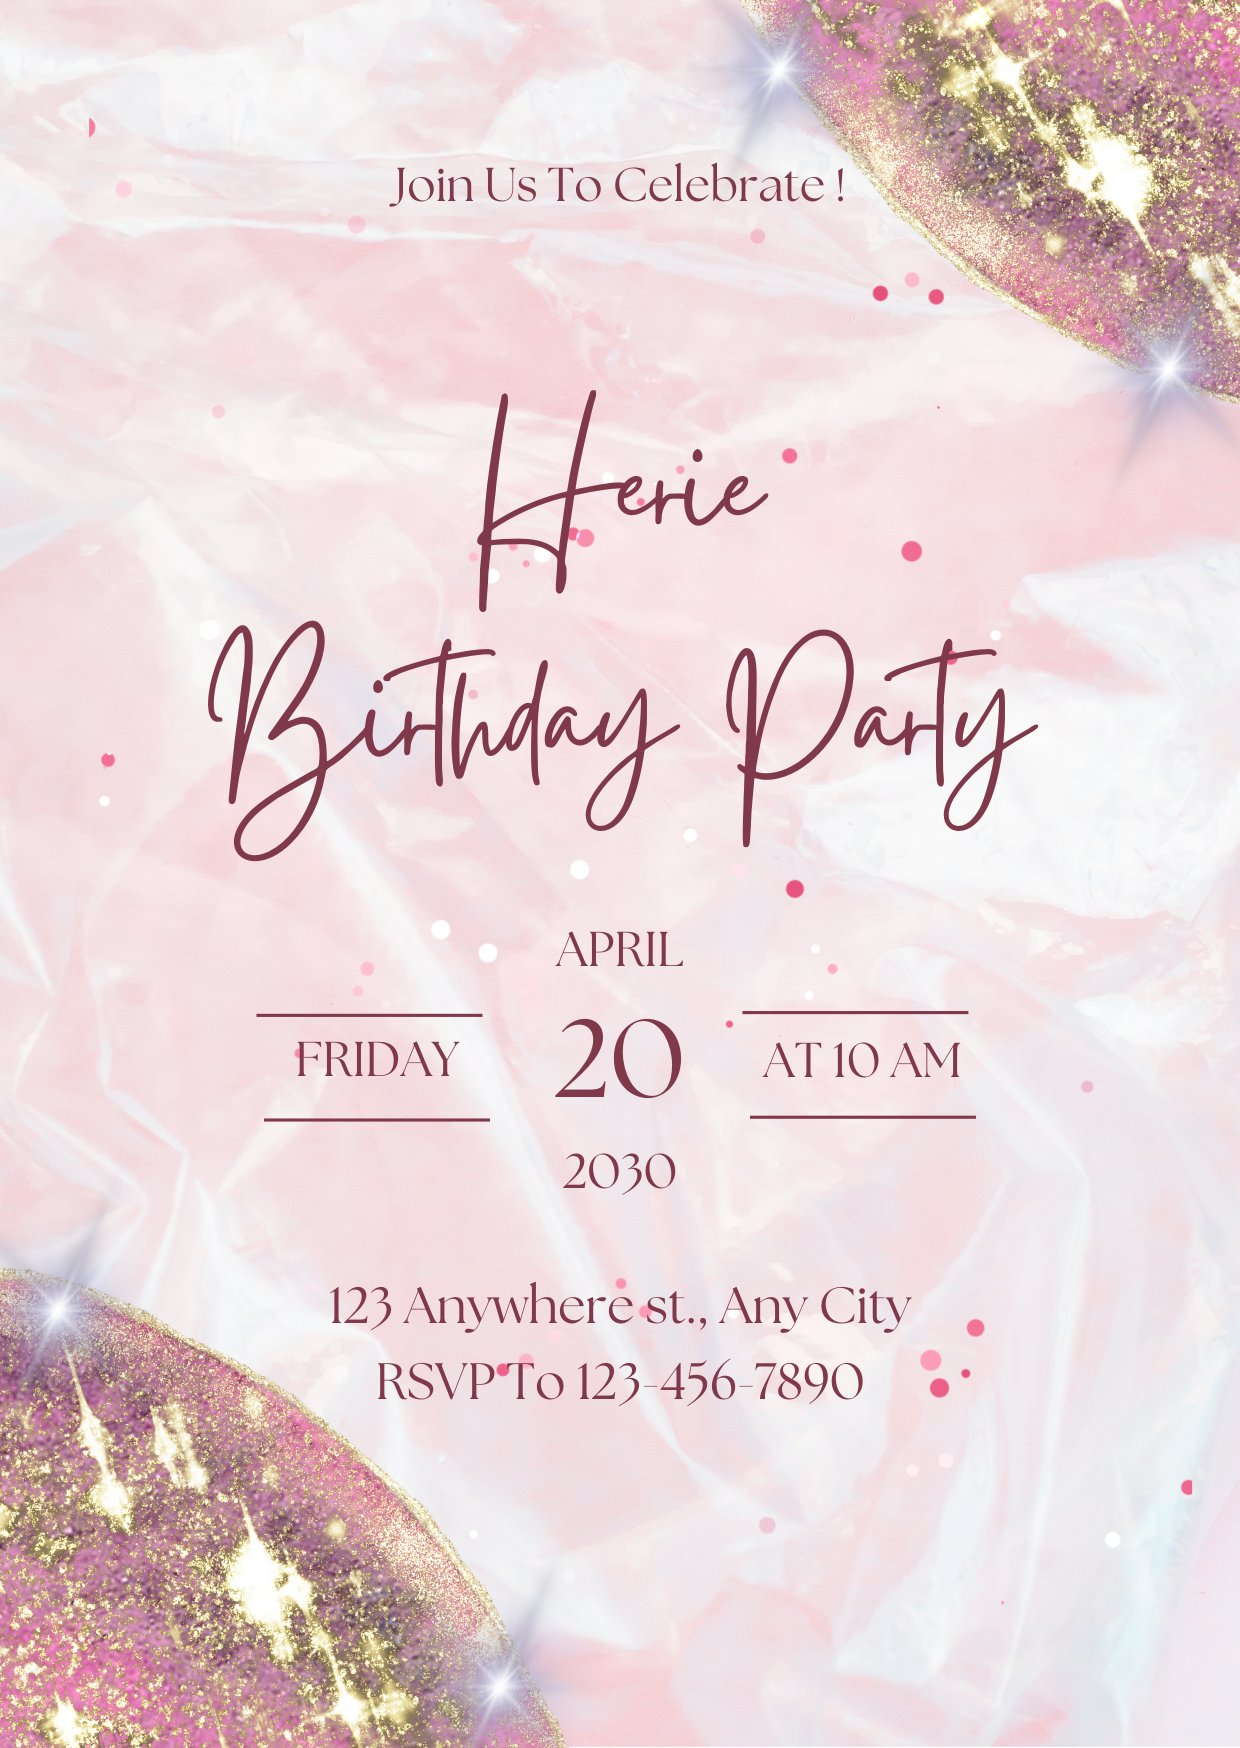 Join Us To Celebrate !
Herie
Birthday Party
APRIL
FRIDAY
20
AT 10 AM
2030
123 Anywhere st., Any City
RSVP To 123-456-7890